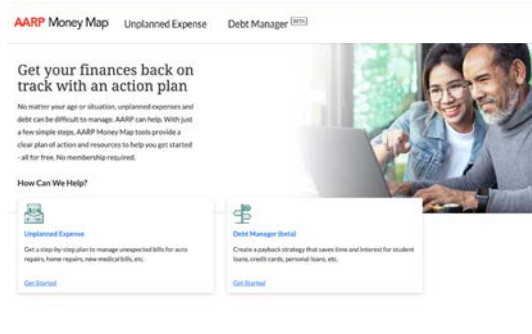 AARP Money Map Unplanned Expense Debt Manager BETA
Get your finances back on
track with an action plan
No matter your age or situation, unplanned expenses and
debt can be difficult to manage. AARP can help. With just
a few simple steps, AARP Money Map tools provide a
clear plan of action and resources to help you get started
- all for free. No membership required.
How Can We Help?
Unplanned Expense
Get a step-by-step plan to manage unexpected bills for auto
repairs, home repairs, new medical bills, etc.
Get Started
Debt Manager (beta)
Create a payback strategy that saves time and interest for student
loans, credit cards, personal loans, etc.
Get Started